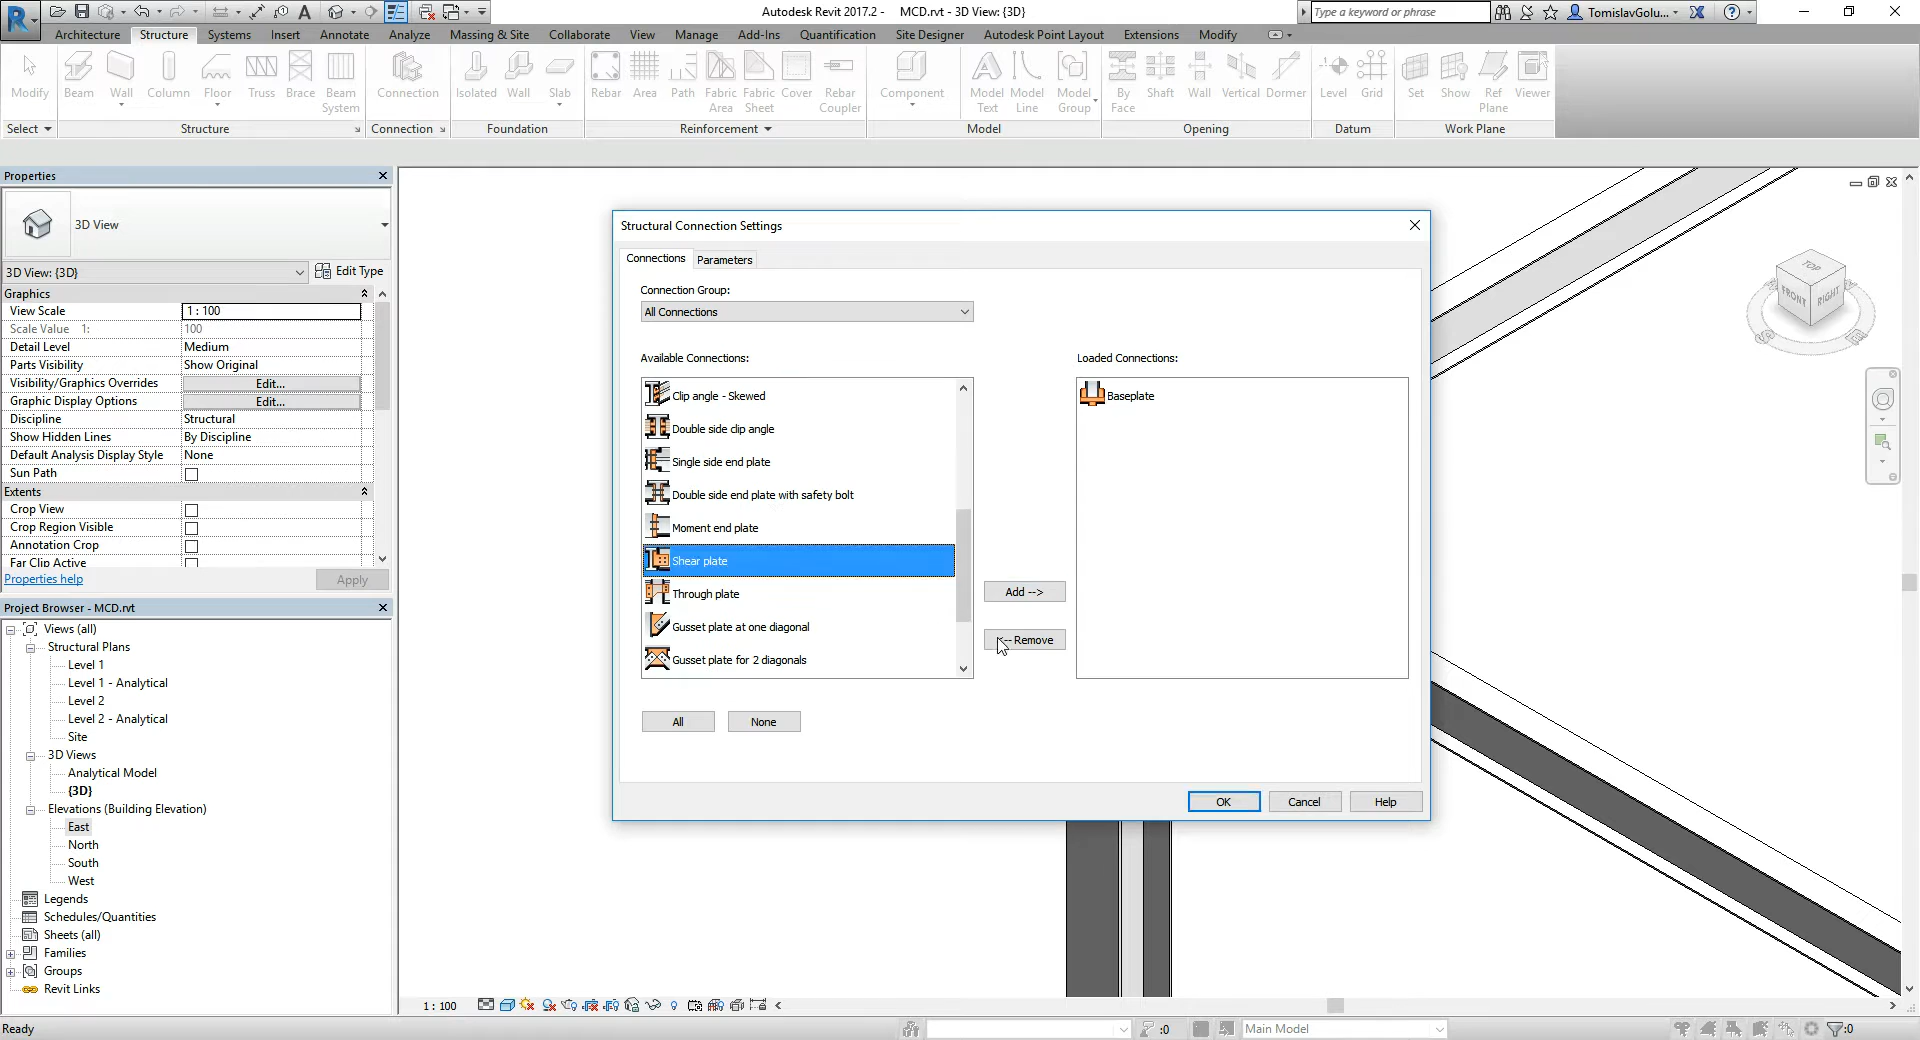 Autodesk Revit 2017.2 - MCD.rvt - 3D View: {3D}
Type a keyword or phrase
TomislavGolu...
Architecture Structure Systems Insert Annotate Analyze Massing & Site Collaborate View Manage Add-Ins Quantification Site Designer Autodesk Point Layout Extensions Modify
Modify Beam Wall Column Floor Truss Brace Beam System Connection Isolated Wall Slab Rebar Area Path Fabric Area Fabric Sheet Cover Rebar Coupler Component Model Text Model Line Model Group By Face Shaft Wall Vertical Dormer Level Grid Set Show Ref Plane Viewer
Select Structure Connection Foundation Reinforcement Model Opening Datum Work Plane
Properties
3D View
3D View: {3D} Edit Type
Graphics
View Scale 1 : 100
Scale Value 1: 100
Detail Level Medium
Parts Visibility Show Original
Visibility/Graphics Overrides Edit...
Graphic Display Options Edit...
Discipline Structural
Show Hidden Lines By Discipline
Default Analysis Display Style None
Sun Path
Extents
Crop View
Crop Region Visible
Annotation Crop
Far Clip Active
Properties help Apply
Project Browser - MCD.rvt
Views (all)
Structural Plans
Level 1
Level 1 - Analytical
Level 2
Level 2 - Analytical
Site
3D Views
Analytical Model
{3D}
Elevations (Building Elevation)
East
North
South
West
Legends
Schedules/Quantities
Sheets (all)
Families
Groups
Revit Links
Structural Connection Settings
Connections Parameters
Connection Group:
All Connections
Available Connections:
Clip angle - Skewed
Double side clip angle
Single side end plate
Double side end plate with safety bolt
Moment end plate
Shear plate
Through plate
Gusset plate at one diagonal
Gusset plate for 2 diagonals
Add -->
Remove
Loaded Connections:
Baseplate
All None
OK Cancel Help
TOP
FRONT
RIGHT
1 : 100
Ready
:0
Main Model
:0